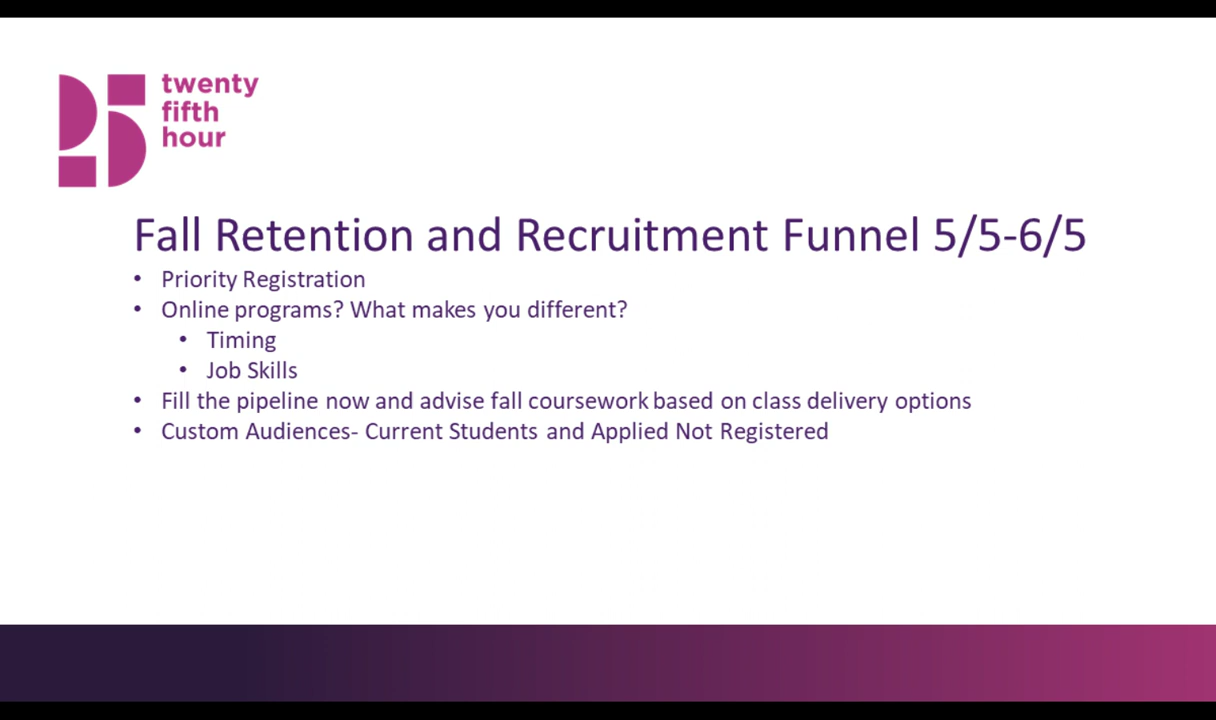 twenty
fifth
hour
Fall Retention and Recruitment Funnel 5/5-6/5
• Priority Registration
• Online programs? What makes you different?
• Timing
• Job Skills
• Fill the pipeline now and advise fall coursework based on class delivery options
• Custom Audiences- Current Students and Applied Not Registered